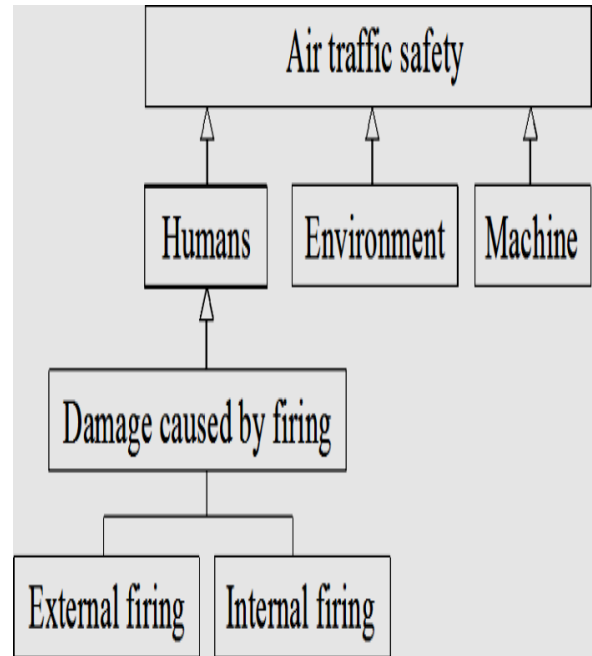 Air traffic safety
Humans
Environment
Machine
Damage caused by firing
External firing
Internal firing